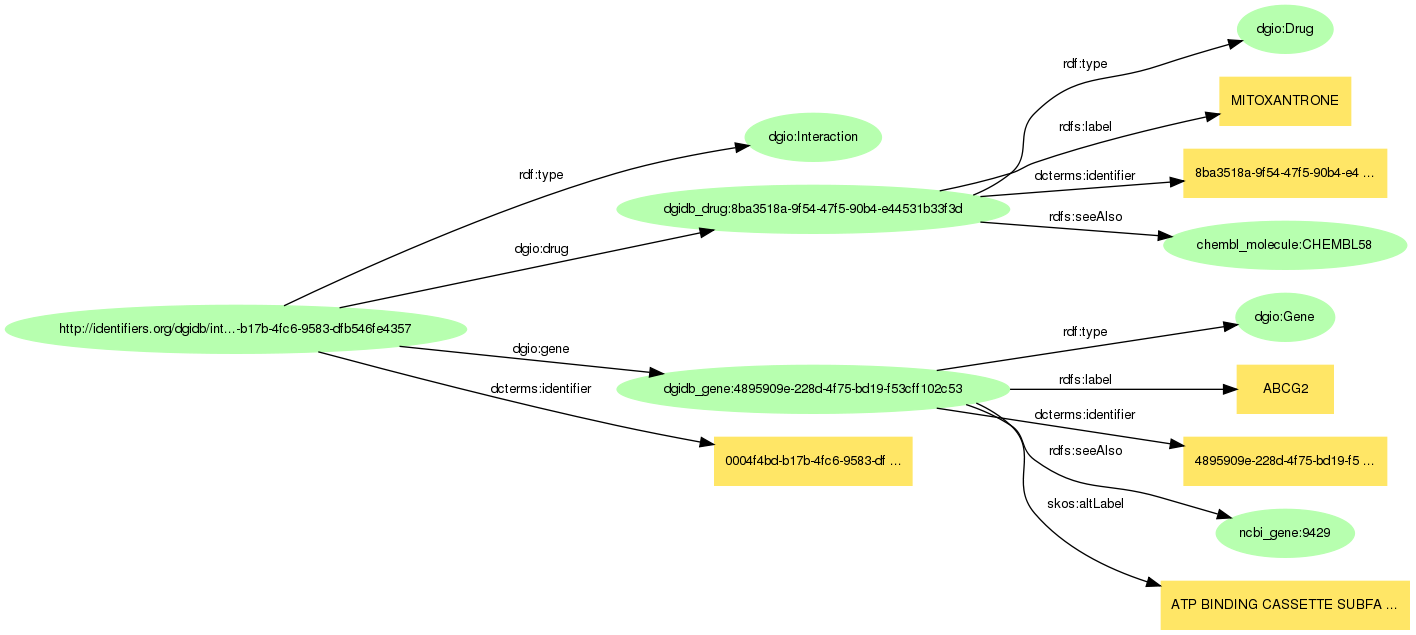 dgio:Drug
rdf:type
MITOXANTRONE
rdfs:label
dgio:Interaction
rdf:type
dcterms:identifier
8ba3518a-9f54-47f5-90b4-e4 ...
dgidb_drug:8ba3518a-9f54-47f5-90b4-e44531b33f3d
rdfs:seeAlso
chembl_molecule:CHEMBL58
dgio:drug
http://identifiers.org/dgidb/int...-b17b-4fc6-9583-dfb546fe4357
dgio:gene
dcterms:identifier
dgio:Gene
rdf:type
dgidb_gene:4895909e-228d-4f75-bd19-f53cff102c53
rdfs:label
ABCG2
dcterms:identifier
4895909e-228d-4f75-bd19-f5 ...
0004f4bd-b17b-4fc6-9583-df ...
rdfs:seeAlso
ncbi_gene:9429
skos:altLabel
ATP BINDING CASSETTE SUBFA ...